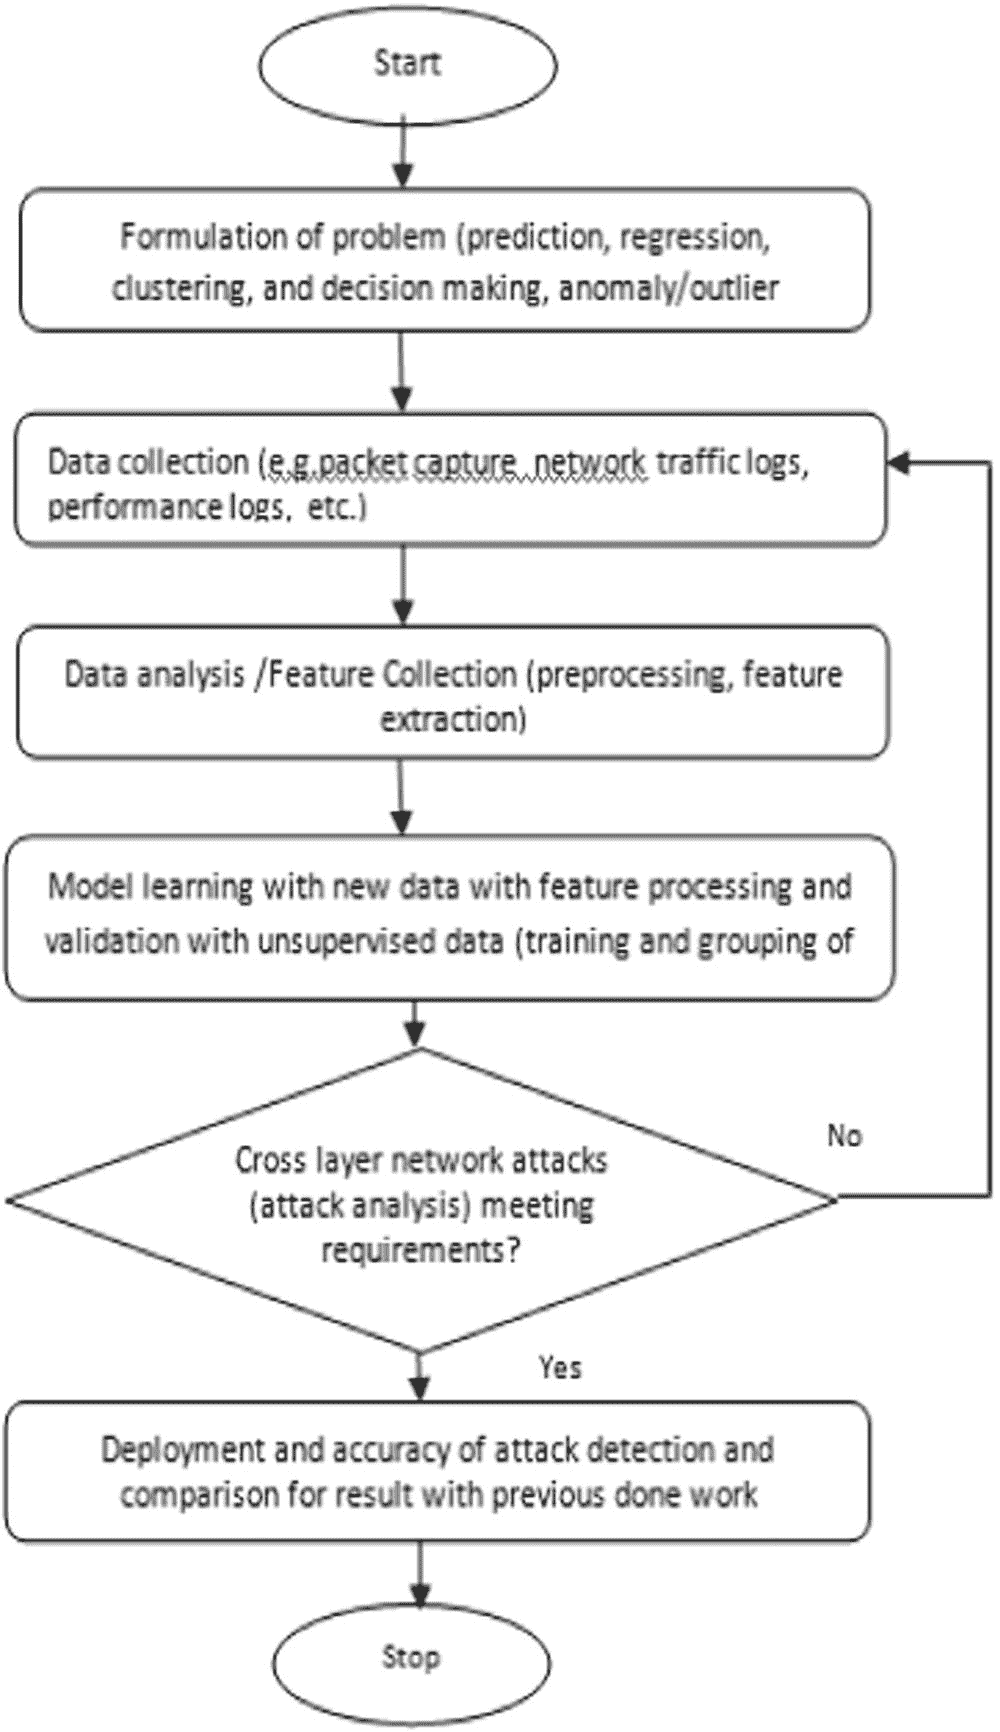 Start
Formulation of problem (prediction, regression,
clustering, and decision making, anomaly/outlier
Data collection (e.g.packet capture, network traffic logs,
performance logs, etc.)
Data analysis /Feature Collection (preprocessing, feature
extraction)
Model learning with new data with feature processing and
validation with unsupervised data (training and grouping of
Cross layer network attacks
(attack analysis) meeting
requirements?
No
Yes
Deployment and accuracy of attack detection and
comparison for result with previous done work
Stop